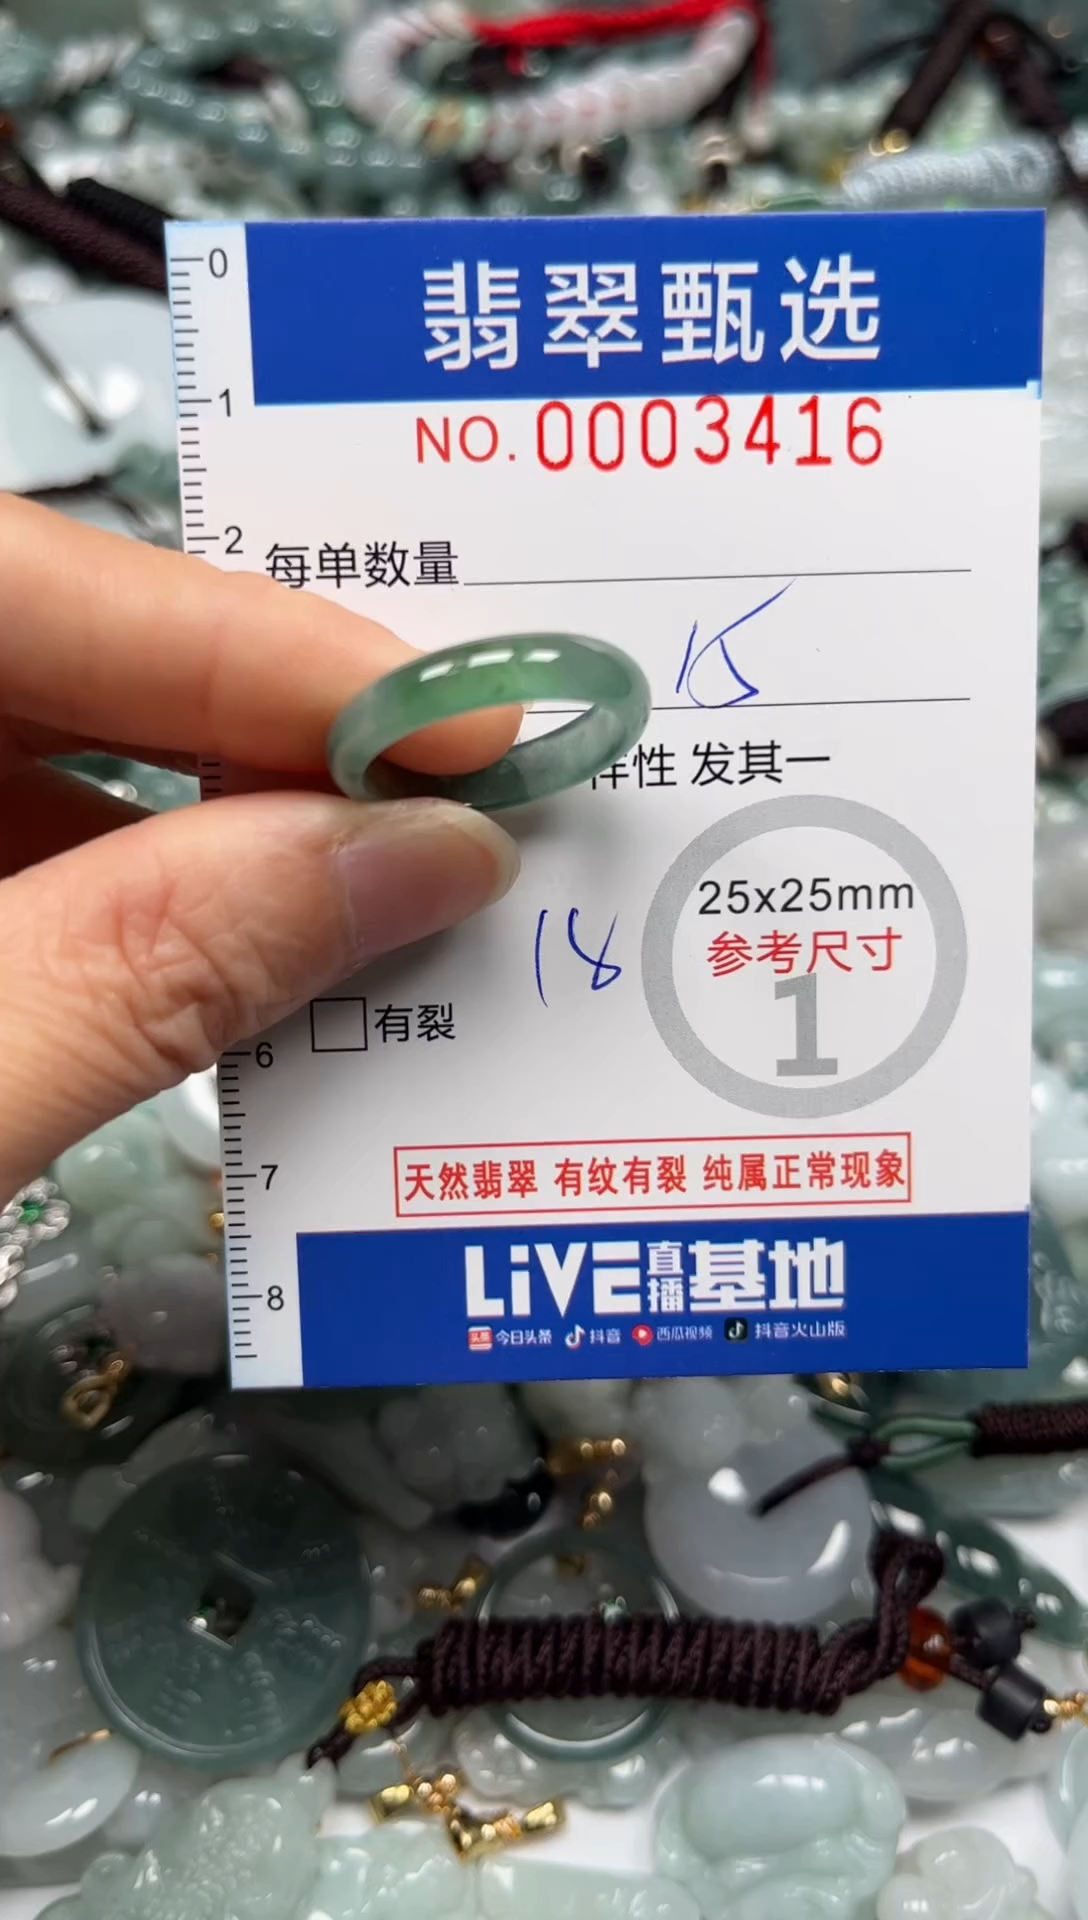 0
翡翠甄选
1
NO.0003416
2
每单数量
15
样性 发其一
25x25mm
参考尺寸
18
1
有裂
6
7
天然翡翠 有纹有裂 纯属正常现象
LiVE直播基地
8
头条 今日头条 抖音 西瓜视频 抖音火山版